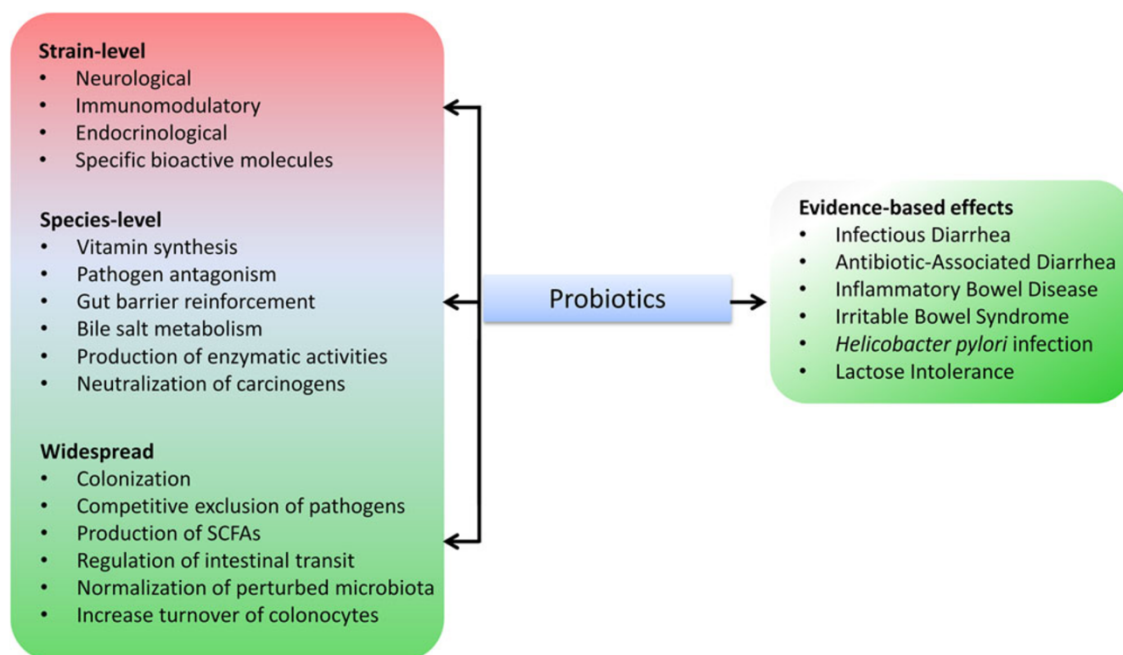 Strain-level
• Neurological
• Immunomodulatory
• Endocrinological
• Specific bioactive molecules
Species-level
• Vitamin synthesis
• Pathogen antagonism
• Gut barrier reinforcement
• Bile salt metabolism
• Production of enzymatic activities
• Neutralization of carcinogens
Widespread
• Colonization
• Competitive exclusion of pathogens
• Production of SCFAs
• Regulation of intestinal transit
• Normalization of perturbed microbiota
• Increase turnover of colonocytes
Probiotics
Evidence-based effects
• Infectious Diarrhea
• Antibiotic-Associated Diarrhea
• Inflammatory Bowel Disease
• Irritable Bowel Syndrome
• Helicobacter pylori infection
• Lactose Intolerance